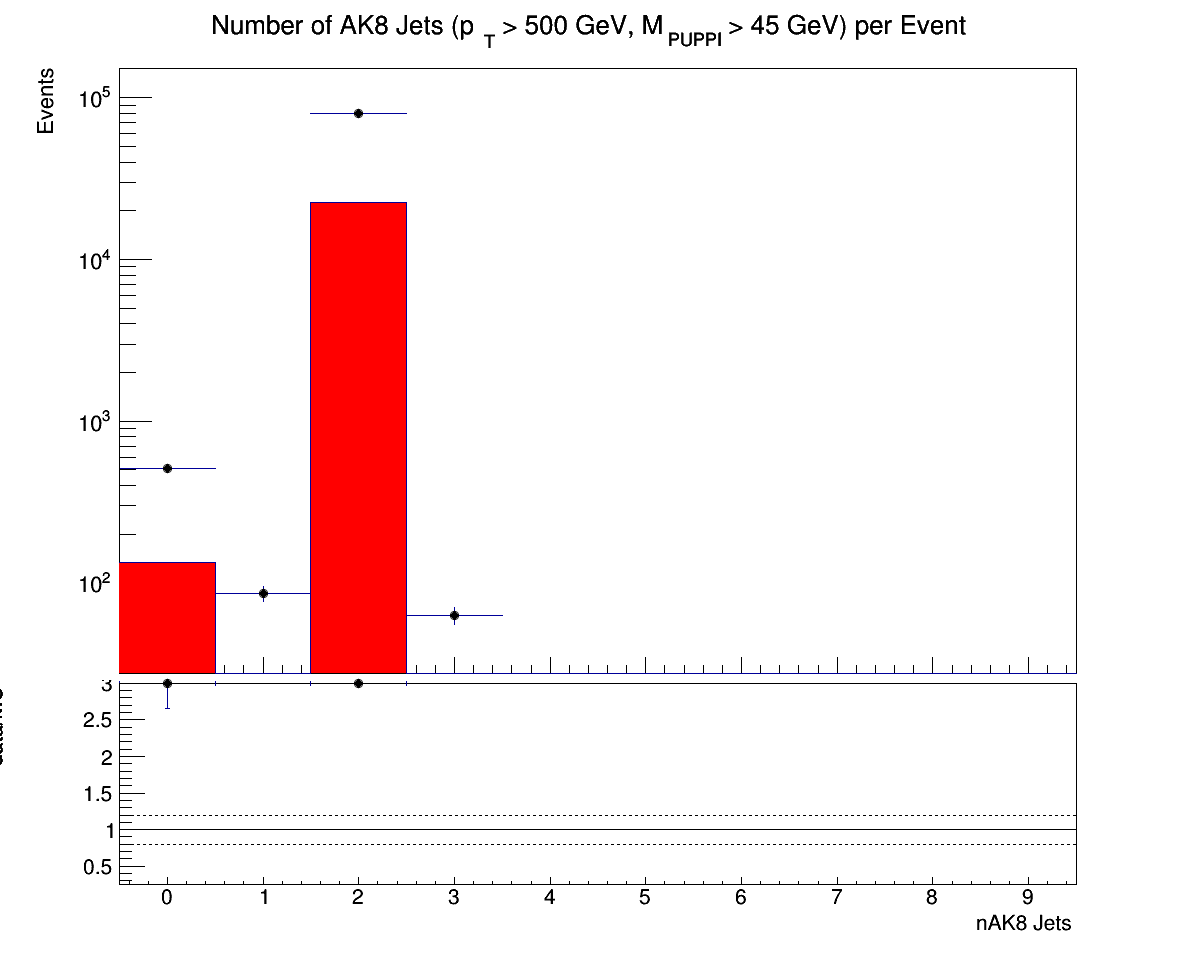 Number of AK8 Jets (p T > 500 GeV, M PUPPI > 45 GeV) per Event
Events
10^5
10^4
10^3
10^2
3
2.5
2
1.5
1
0.5
0 1 2 3 4 5 6 7 8 9
nAK8 Jets